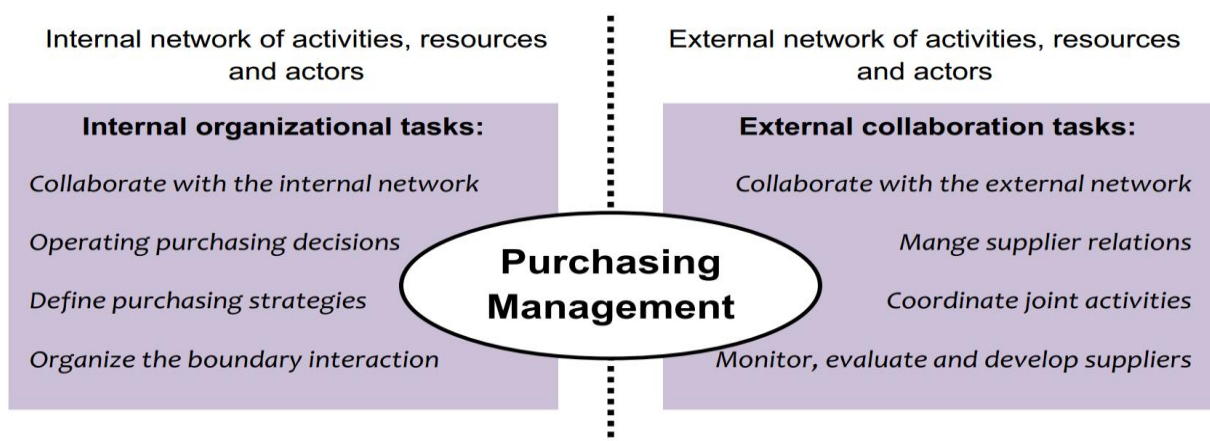 Internal network of activities, resources
and actors
Internal organizational tasks:
Collaborate with the internal network
Operating purchasing decisions
Define purchasing strategies
Organize the boundary interaction
Purchasing
Management
External network of activities, resources
and actors
External collaboration tasks:
Collaborate with the external network
Mange supplier relations
Coordinate joint activities
Monitor, evaluate and develop suppliers